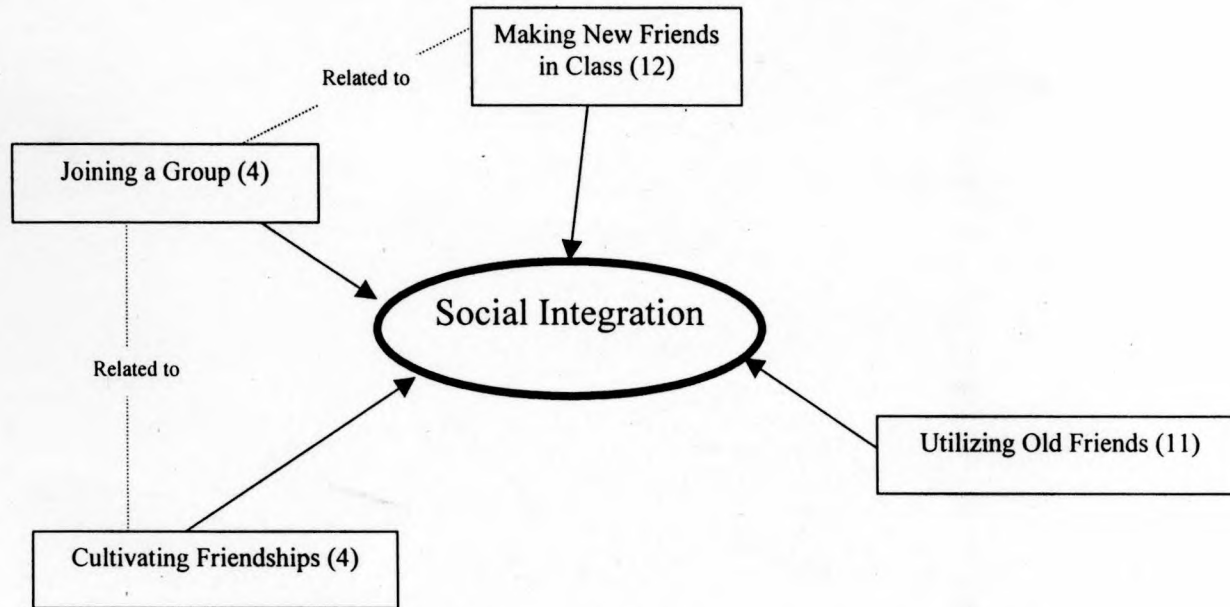 Making New Friends
in Class (12)
Related to
Joining a Group (4)
Social Integration
Related to
Utilizing Old Friends (11)
Cultivating Friendships (4)